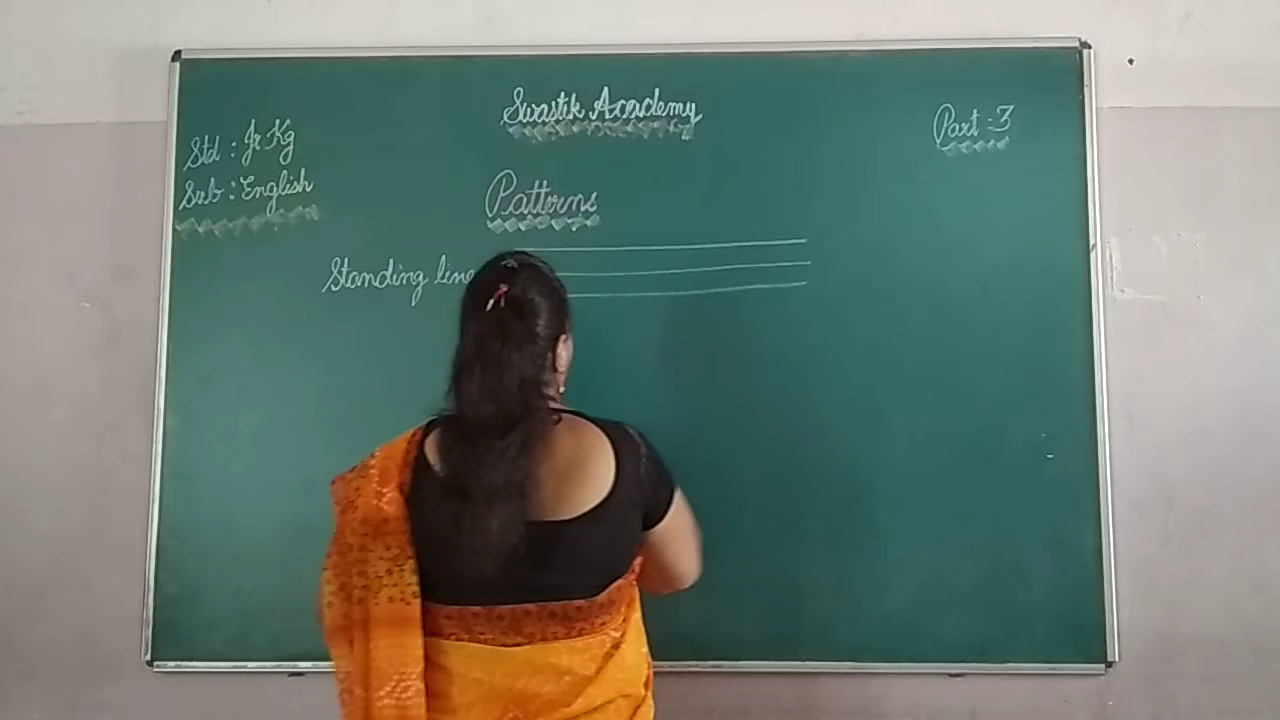 Swastik Academy
Std : Jr Kg
Part :- 3
Sub : English
Patterns
Standing line